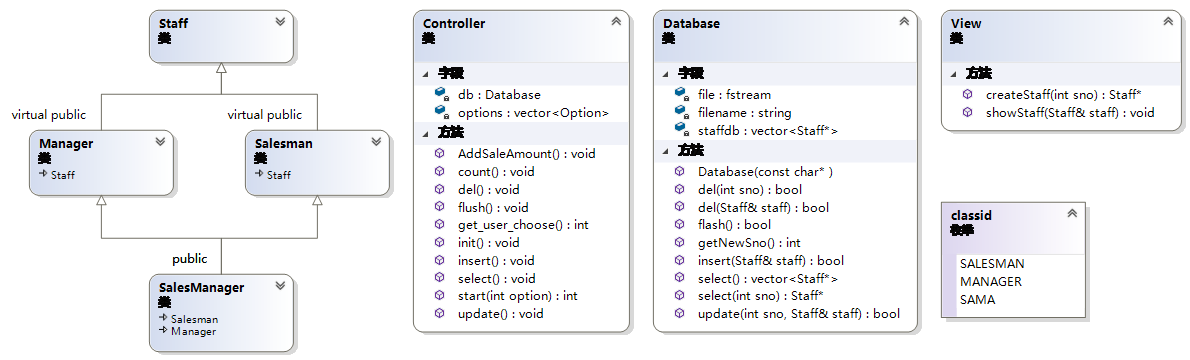 Staff
类
virtual public
virtual public
Manager
类
Staff
Salesman
类
Staff
public
SalesManager
类
Salesman
Manager
Controller
类
字段
db : Database
options : vector<Option>
方法
AddSaleAmount() : void
count() : void
del() : void
flush() : void
get_user_choose() : int
init() : void
insert() : void
select() : void
start(int option) : int
update() : void
Database
类
字段
file : fstream
filename : string
staffdb : vector<Staff*>
方法
Database(const char* )
del(int sno) : bool
del(Staff& staff) : bool
flash() : bool
getNewSno() : int
insert(Staff& staff) : bool
select() : vector<Staff*>
select(int sno) : Staff*
update(int sno, Staff& staff) : bool
View
类
方法
createStaff(int sno) : Staff*
showStaff(Staff& staff) : void
classid
枚举
SALESMAN
MANAGER
SAMA